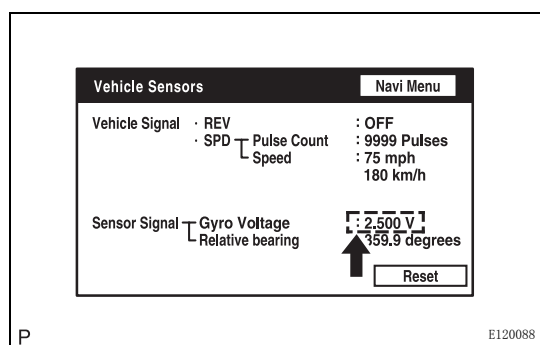 Vehicle Sensors Navi Menu
Vehicle Signal · REV : OFF
· SPD Pulse Count : 9999 Pulses
Speed : 75 mph
180 km/h
Sensor Signal Gyro Voltage : 2.500 V
Relative bearing 359.9 degrees
Reset
P E120088